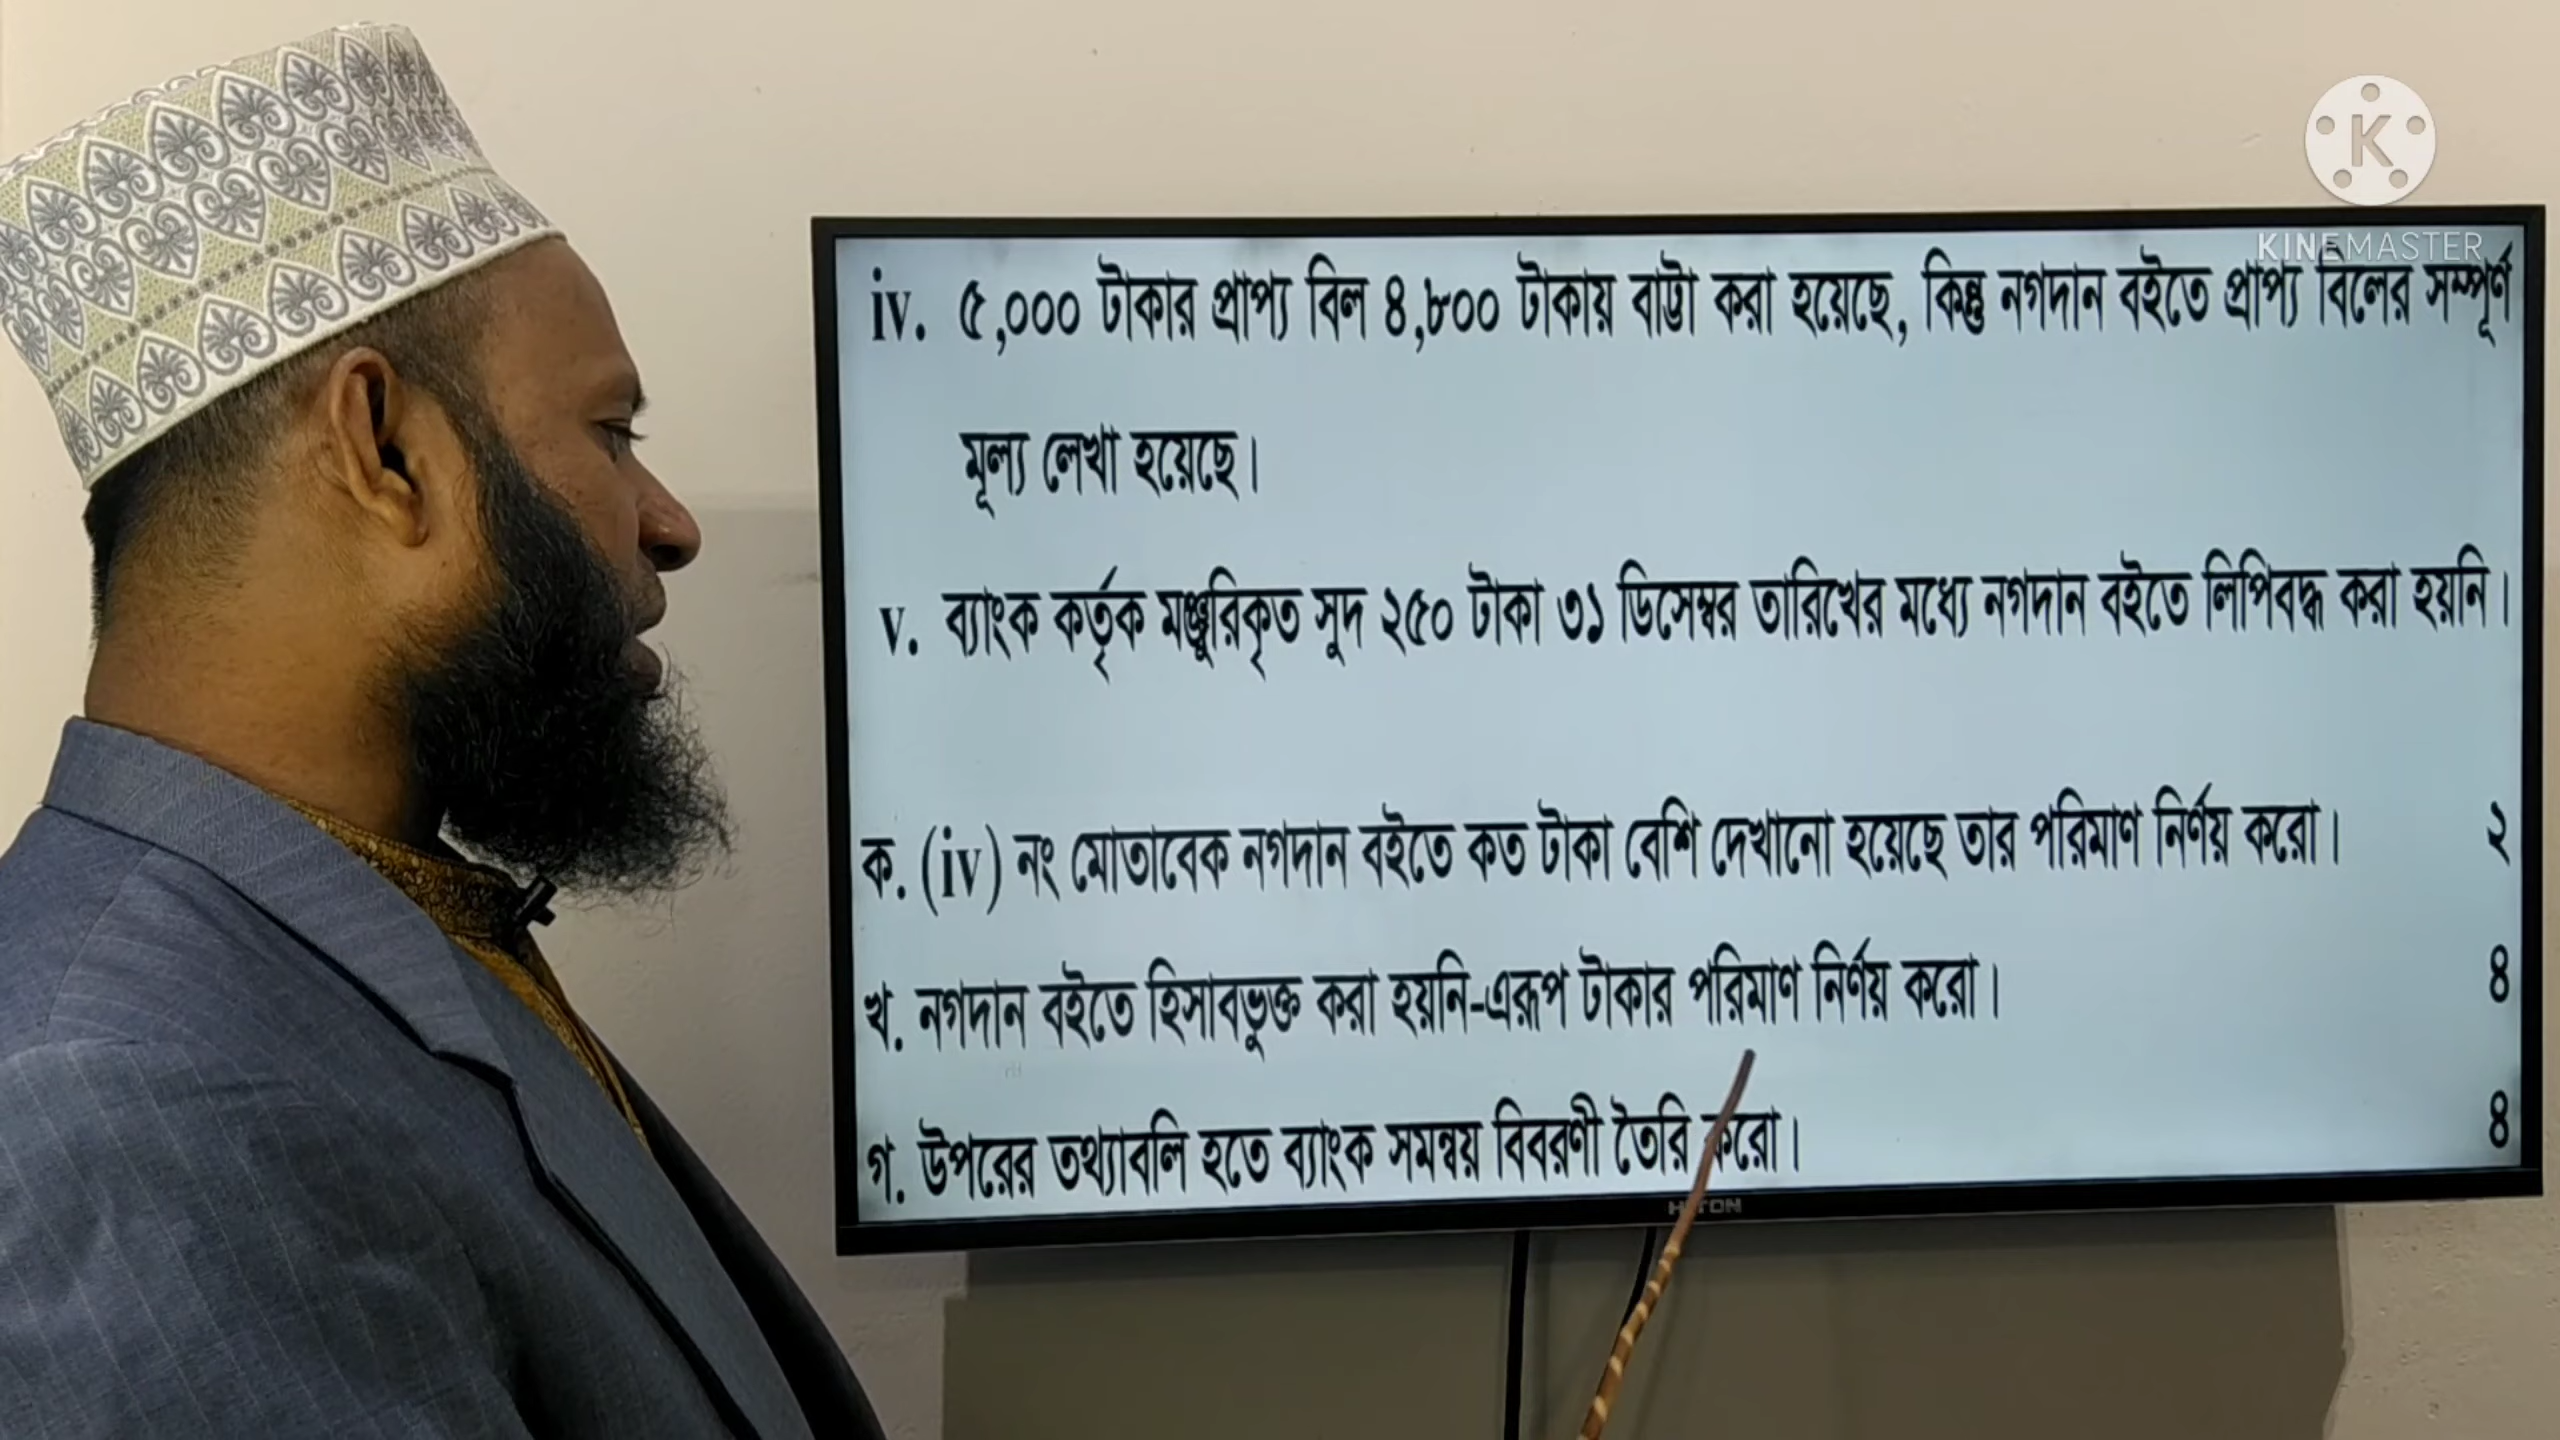 K
KINEMASTER
iv. ৫,০০০ টাকার প্রাপ্য বিল ৪,৮০০ টাকায় বাট্টা করা হয়েছে, কিন্তু নগদান বইতে প্রাপ্য বিলের সম্পূর্ণ
মূল্য লেখা হয়েছে।
v. ব্যাংক কর্তৃক মঞ্জুরিকৃত সুদ ২৫০ টাকা ৩১ ডিসেম্বর তারিখের মধ্যে নগদান বইতে লিপিবদ্ধ করা হয়নি।
ক. (iv) নং মোতাবেক নগদান বইতে কত টাকা বেশি দেখানো হয়েছে তার পরিমাণ নির্ণয় করো। ২
খ. নগদান বইতে হিসাবভুক্ত করা হয়নি-এরূপ টাকার পরিমাণ নির্ণয় করো। ৪
গ. উপরের তথ্যাবলি হতে ব্যাংক সমন্বয় বিবরণী তৈরি করো। ৪